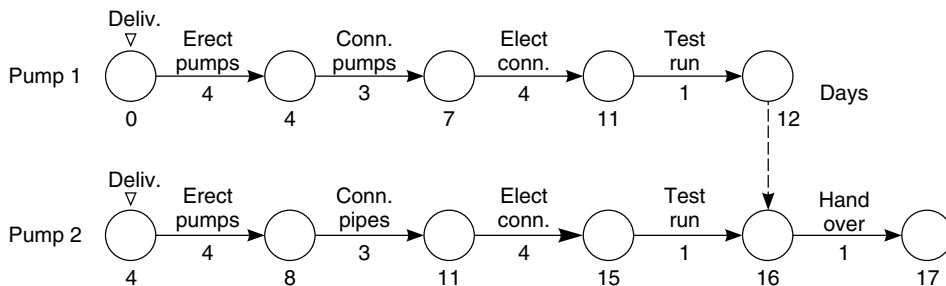 Deliv.
Erect pumps
Conn. pumps
Elect conn.
Test run
Pump 1
4
3
4
1
Days
0
4
7
11
12
Deliv.
Erect pumps
Conn. pipes
Elect conn.
Test run
Hand over
Pump 2
4
3
4
1
1
4
8
11
15
16
17